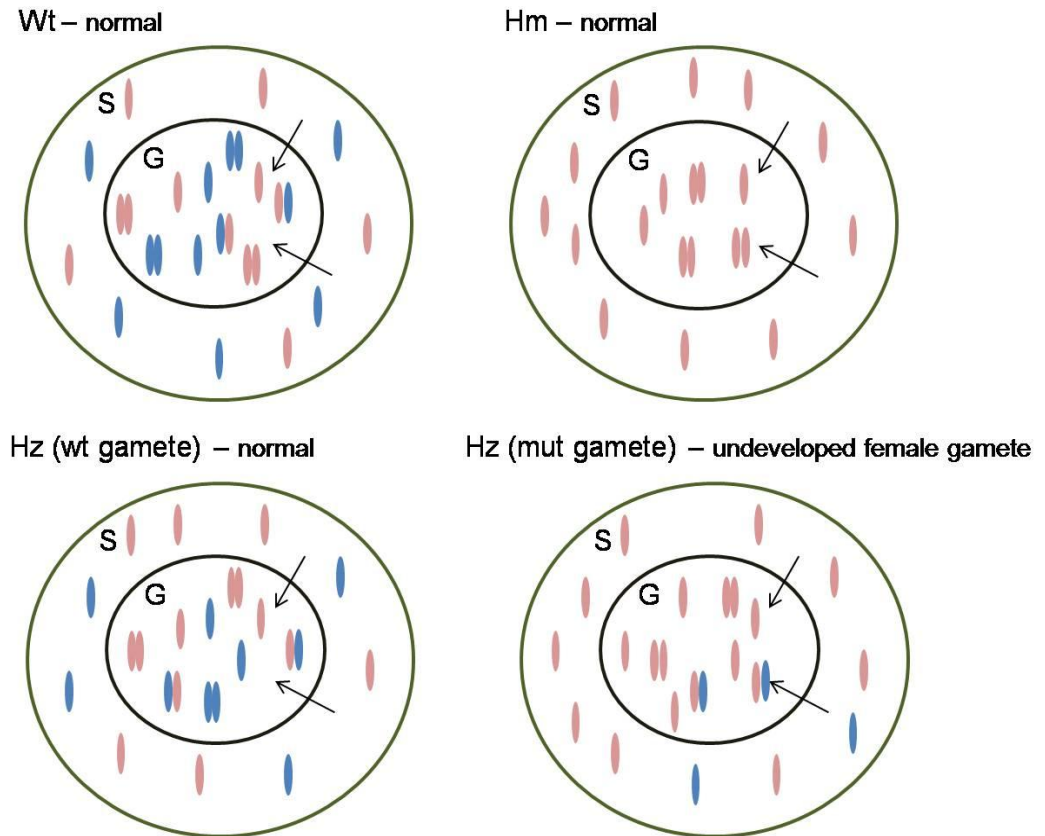 Wt – normal
S
G
Hm – normal
S
G
Hz (wt gamete) – normal
S
G
Hz (mut gamete) – undeveloped female gamete
S
G